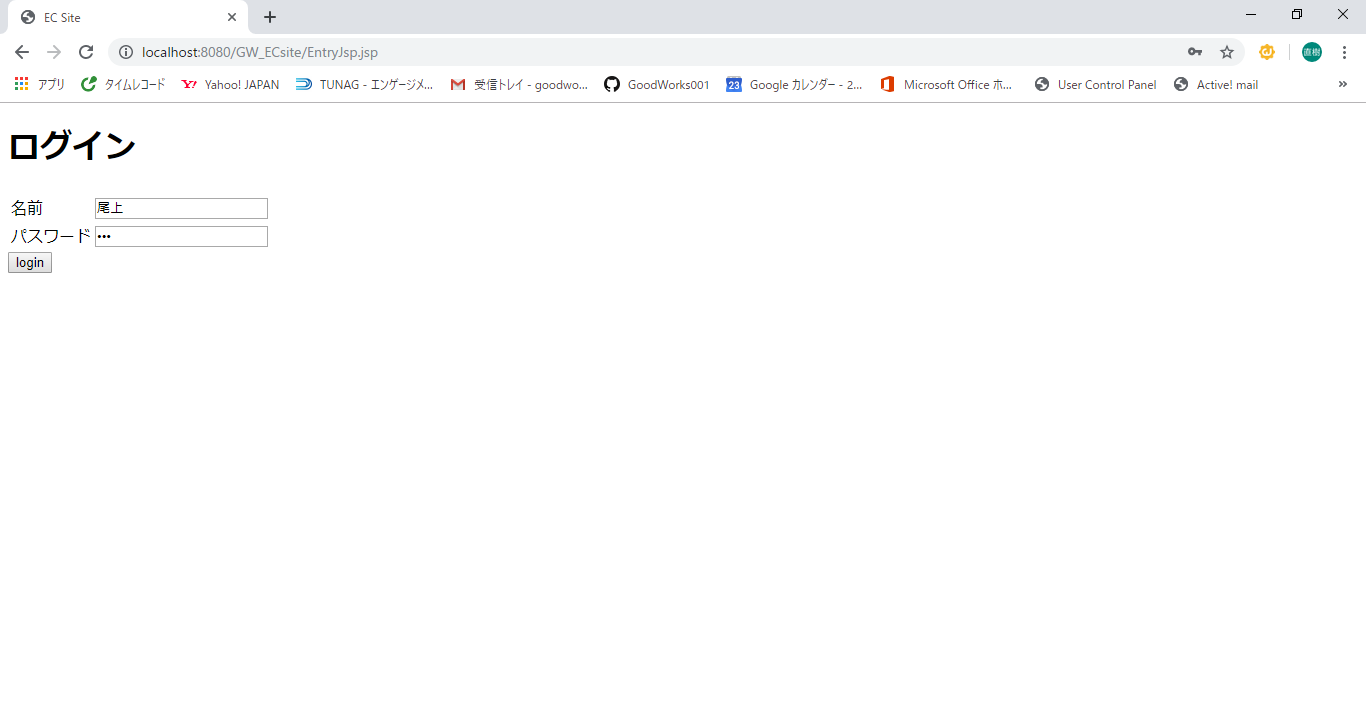 EC Site
localhost:8080/GW_ECsite/EntryJsp.jsp
直樹
アプリ タイムレコード Yahoo! JAPAN TUNAG - エンゲージメ... 受信トレイ - goodwo... GoodWorks001 23 Google カレンダー - 2... Microsoft Office ホ... User Control Panel Active! mail »
ログイン
名前 尾上
パスワード •••
login